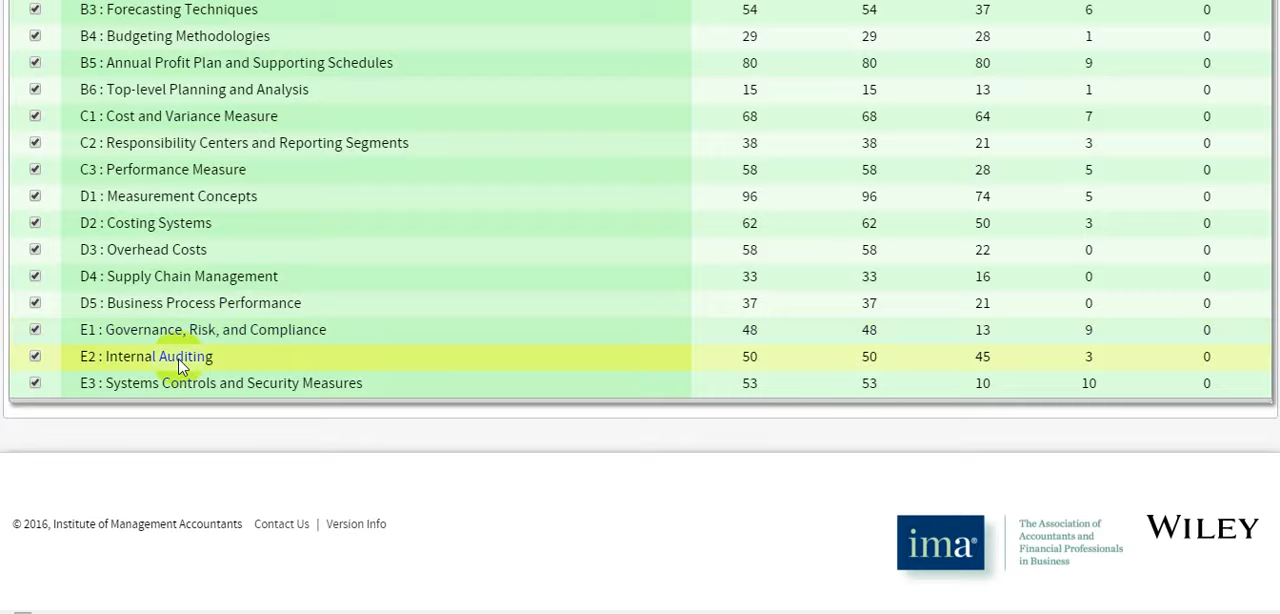 B3 : Forecasting Techniques 54 54 37 6 0
B4 : Budgeting Methodologies 29 29 28 1 0
B5 : Annual Profit Plan and Supporting Schedules 80 80 80 9 0
B6 : Top-level Planning and Analysis 15 15 13 1 0
C1 : Cost and Variance Measure 68 68 64 7 0
C2 : Responsibility Centers and Reporting Segments 38 38 21 3 0
C3 : Performance Measure 58 58 28 5 0
D1 : Measurement Concepts 96 96 74 5 0
D2 : Costing Systems 62 62 50 3 0
D3 : Overhead Costs 58 58 22 0 0
D4 : Supply Chain Management 33 33 16 0 0
D5 : Business Process Performance 37 37 21 0 0
E1 : Governance, Risk, and Compliance 48 48 13 9 0
E2 : Internal Auditing 50 50 45 3 0
E3 : Systems Controls and Security Measures 53 53 10 10 0
© 2016, Institute of Management Accountants Contact Us | Version Info
ima®
The Association of
Accountants and
Financial Professionals
in Business
WILEY